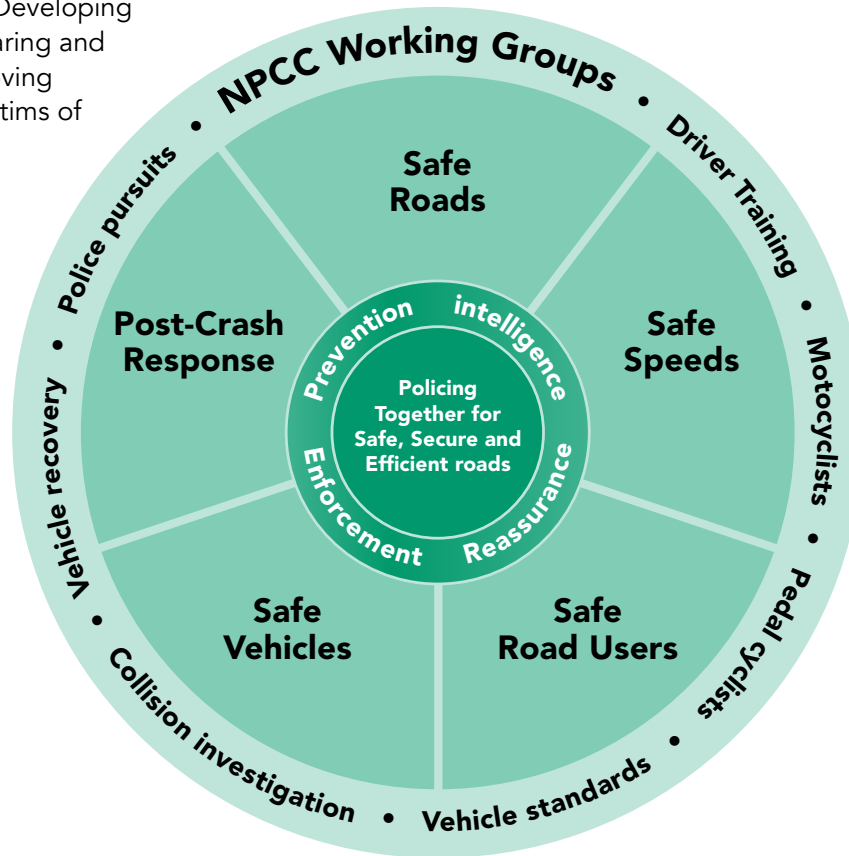 Developing
aring and
ving
tims of
NPCC Working Groups
• Driver Training
• Motocyclists
• Pedal cyclists
• Vehicle standards
• Collision investigation
• Vehicle recovery
• Police pursuits
•
Safe
Roads
Safe
Speeds
Safe
Road Users
Safe
Vehicles
Post-Crash
Response
Prevention
intelligence
Reassurance
Enforcement
Policing
Together for
Safe, Secure and
Efficient roads